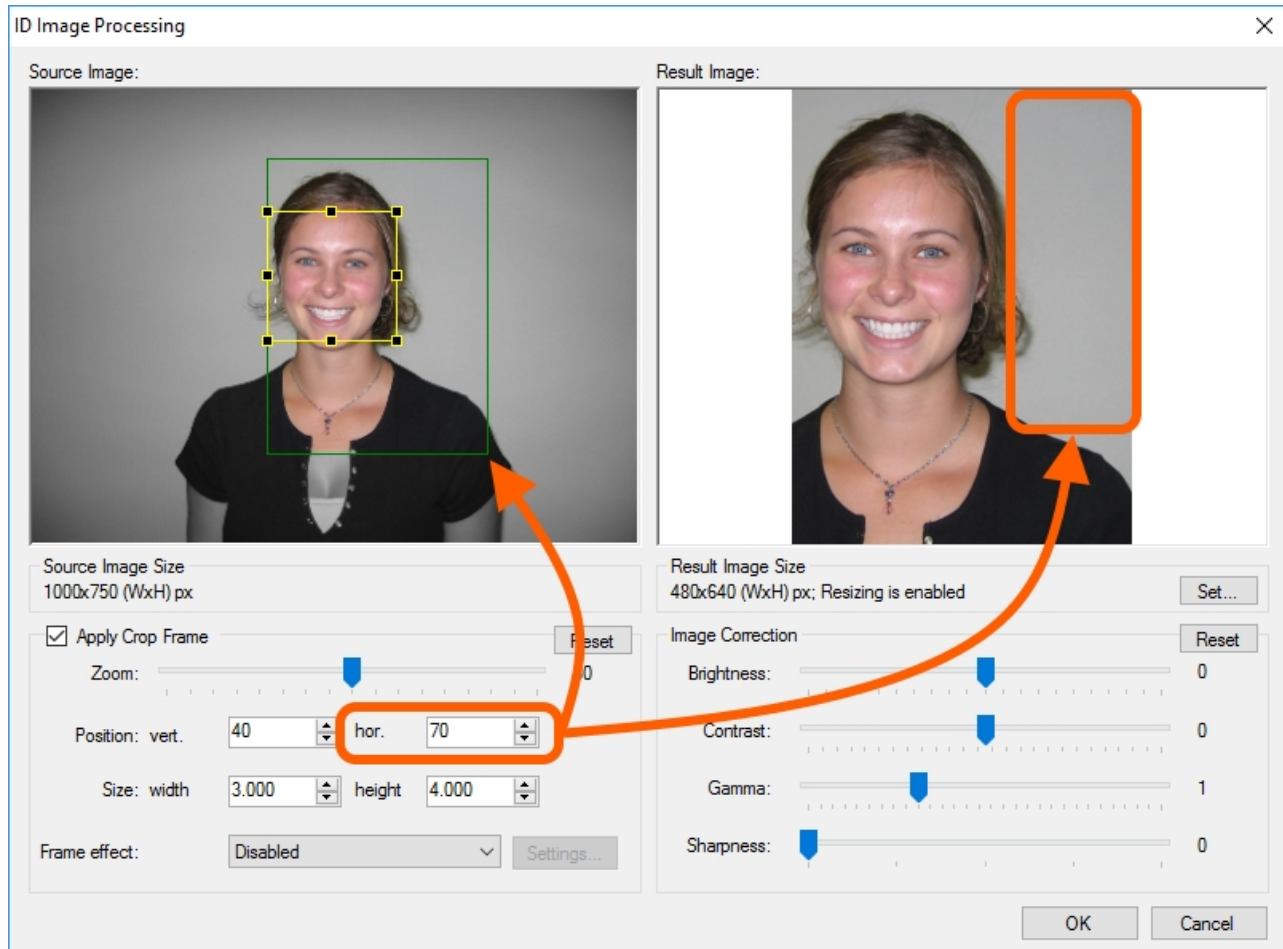 ID Image Processing
Source Image:
Result Image:
Source Image Size
1000x750 (WxH) px
Result Image Size
480x640 (WxH) px; Resizing is enabled
Set...
Apply Crop Frame
Reset
Zoom:
Position: vert. 40 hor. 70
Size: width 3.000 height 4.000
Frame effect: Disabled Settings...
Image Correction
Reset
Brightness: 0
Contrast: 0
Gamma: 1
Sharpness: 0
OK Cancel